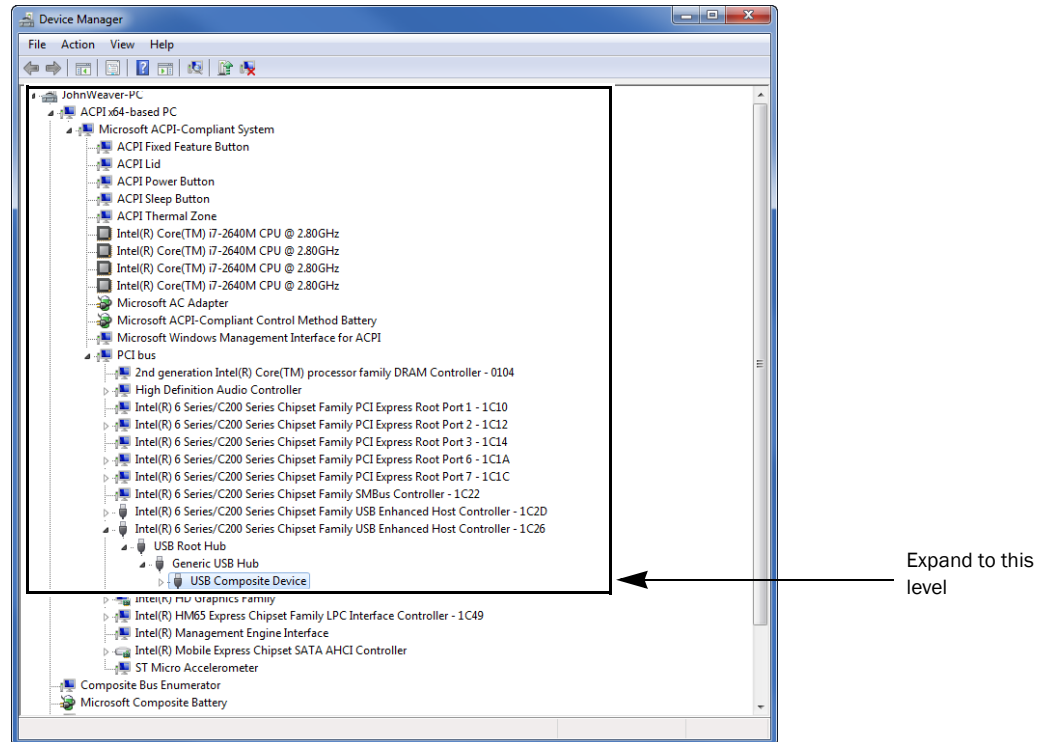 Device Manager
File Action View Help
JohnWeaver-PC
ACPI x64-based PC
Microsoft ACPI-Compliant System
ACPI Fixed Feature Button
ACPI Lid
ACPI Power Button
ACPI Sleep Button
ACPI Thermal Zone
Intel(R) Core(TM) i7-2640M CPU @ 2.80GHz
Intel(R) Core(TM) i7-2640M CPU @ 2.80GHz
Intel(R) Core(TM) i7-2640M CPU @ 2.80GHz
Intel(R) Core(TM) i7-2640M CPU @ 2.80GHz
Microsoft AC Adapter
Microsoft ACPI-Compliant Control Method Battery
Microsoft Windows Management Interface for ACPI
PCI bus
2nd generation Intel(R) Core(TM) processor family DRAM Controller - 0104
High Definition Audio Controller
Intel(R) 6 Series/C200 Series Chipset Family PCI Express Root Port 1 - 1C10
Intel(R) 6 Series/C200 Series Chipset Family PCI Express Root Port 2 - 1C12
Intel(R) 6 Series/C200 Series Chipset Family PCI Express Root Port 3 - 1C14
Intel(R) 6 Series/C200 Series Chipset Family PCI Express Root Port 6 - 1C1A
Intel(R) 6 Series/C200 Series Chipset Family PCI Express Root Port 7 - 1C1C
Intel(R) 6 Series/C200 Series Chipset Family SMBus Controller - 1C22
Intel(R) 6 Series/C200 Series Chipset Family USB Enhanced Host Controller - 1C2D
Intel(R) 6 Series/C200 Series Chipset Family USB Enhanced Host Controller - 1C26
USB Root Hub
Generic USB Hub
USB Composite Device
Expand to this
level
Intel(R) HD Graphics Family
Intel(R) HM65 Express Chipset Family LPC Interface Controller - 1C49
Intel(R) Management Engine Interface
Intel(R) Mobile Express Chipset SATA AHCI Controller
ST Micro Accelerometer
Composite Bus Enumerator
Microsoft Composite Battery